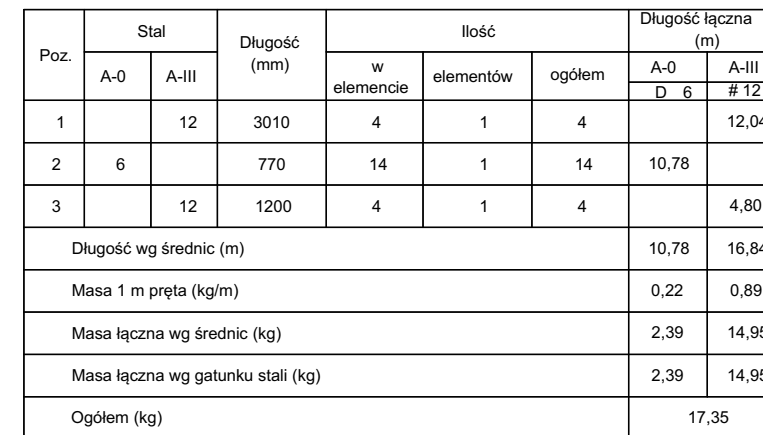 Poz. Stal Długość (mm) Ilość Długość łączna (m)
A-0 A-III w elemencie elementów ogółem A-0 A-III
D 6 # 12
1 12 3010 4 1 4 12,04
2 6 770 14 1 14 10,78
3 12 1200 4 1 4 4,80
Długość wg średnic (m) 10,78 16,84
Masa 1 m pręta (kg/m) 0,22 0,89
Masa łączna wg średnic (kg) 2,39 14,95
Masa łączna wg gatunku stali (kg) 2,39 14,95
Ogółem (kg) 17,35